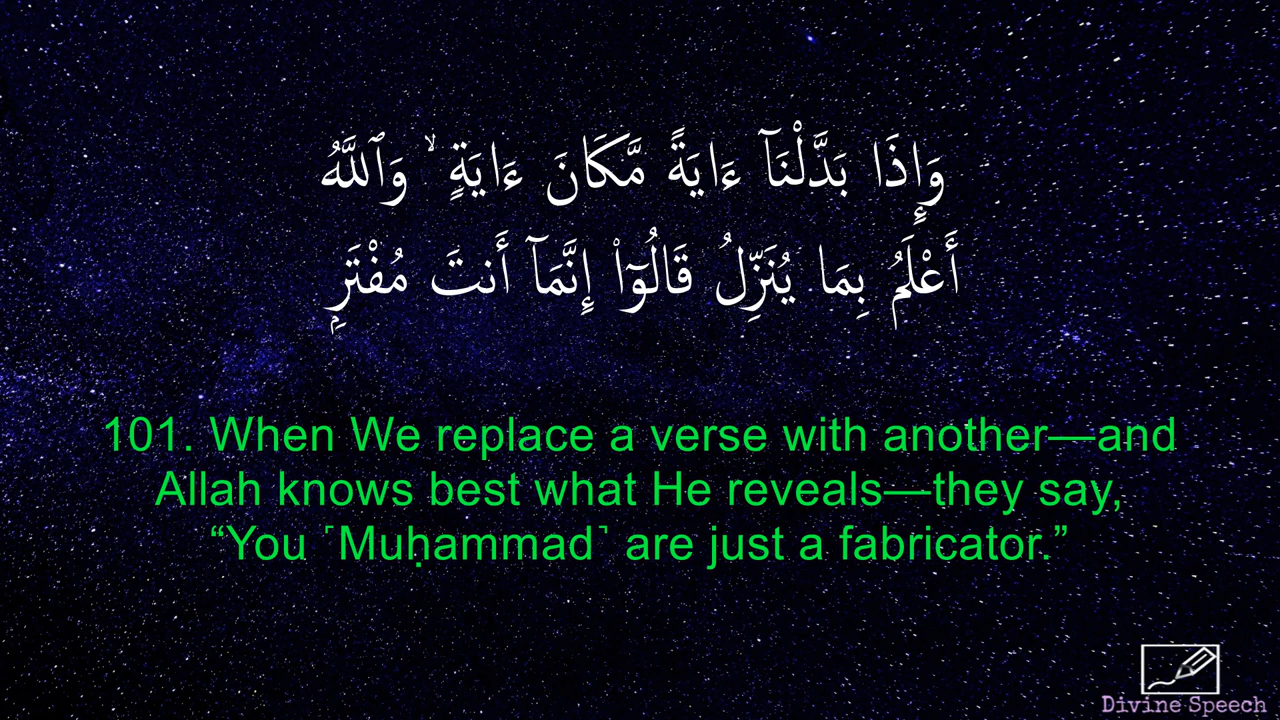 وَإِذَا بَدَّلْنَآ ءَايَةً مَّكَانَ ءَايَةٍ ۙ وَٱللَّهُ
أَعْلَمُ بِمَا يُنَزِّلُ قَالُوٓا۟ إِنَّمَآ أَنتَ مُفْتَرٍۭ
101. When We replace a verse with another—and
Allah knows best what He reveals—they say,
“You ˹Muḥammad˺ are just a fabricator.”
Divine Speech